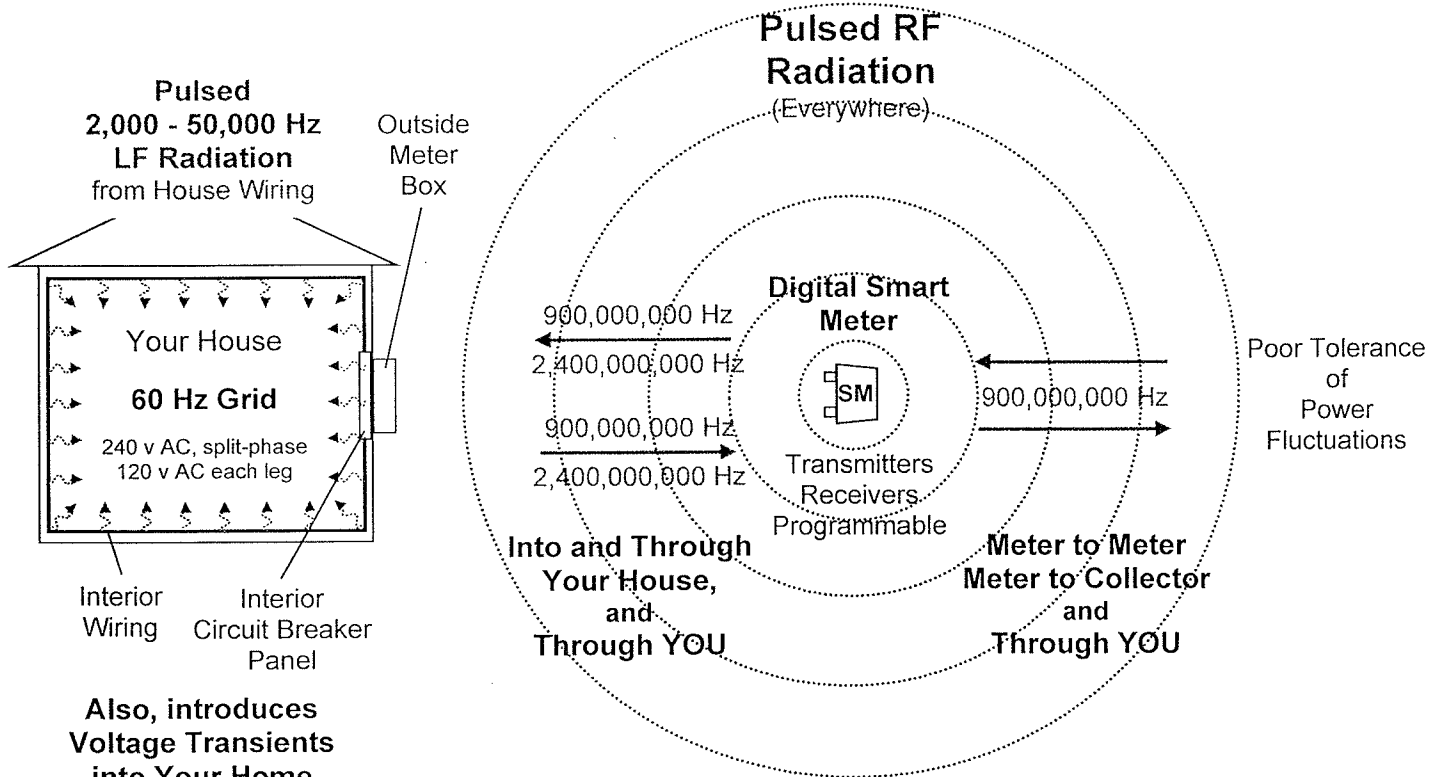 Pulsed
2,000 - 50,000 Hz
LF Radiation
from House Wiring
Outside
Meter
Box
Your House
60 Hz Grid
240 v AC, split-phase
120 v AC each leg
Interior
Wiring
Interior
Circuit Breaker
Panel
Also, introduces
Voltage Transients
into Your Home
Pulsed RF
Radiation
(Everywhere)
Digital Smart
Meter
SM
Transmitters
Receivers
Programmable
900,000,000 Hz
2,400,000,000 Hz
900,000,000 Hz
2,400,000,000 Hz
Into and Through
Your House,
and
Through YOU
900,000,000 Hz
Meter to Meter
Meter to Collector
and
Through YOU
Poor Tolerance
of
Power
Fluctuations